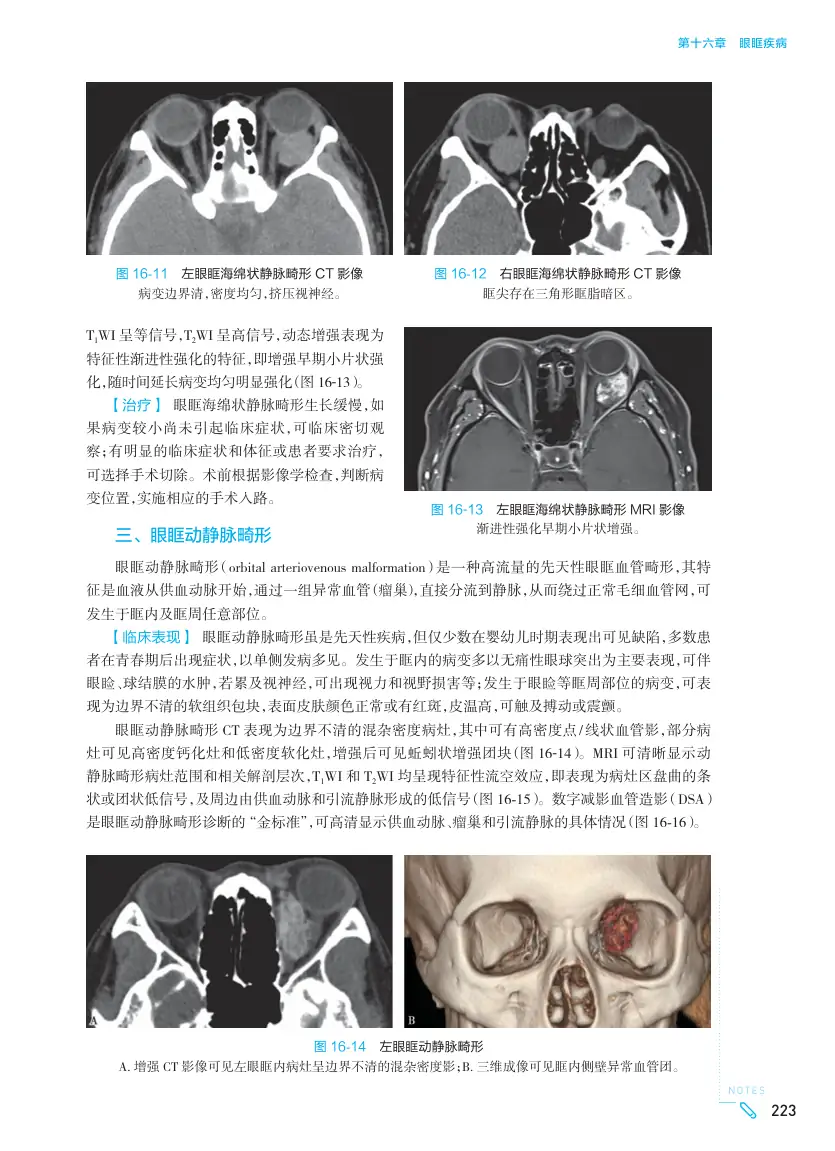 第十六章 眼眶疾病
图 16-11 左眼眶海绵状静脉畸形 CT 影像
病变边界清,密度均匀,挤压视神经。
图 16-12 右眼眶海绵状静脉畸形 CT 影像
眶尖存在三角形眶脂暗区。
T₁WI 呈等信号,T₂WI 呈高信号,动态增强表现为
特征性渐进性强化的特征,即增强早期小片状强
化,随时间延长病变均匀明显强化(图 16-13)。
【治疗】 眼眶海绵状静脉畸形生长缓慢,如
果病变较小尚未引起临床症状,可临床密切观
察;有明显的临床症状和体征或患者要求治疗,
可选择手术切除。术前根据影像学检查,判断病
变位置,实施相应的手术入路。
图 16-13 左眼眶海绵状静脉畸形 MRI 影像
渐进性强化早期小片状增强。
三、眼眶动静脉畸形
眼眶动静脉畸形(orbital arteriovenous malformation)是一种高流量的先天性眼眶血管畸形,其特
征是血液从供血动脉开始,通过一组异常血管(瘤巢),直接分流到静脉,从而绕过正常毛细血管网,可
发生于眶内及眶周任意部位。
【临床表现】 眼眶动静脉畸形虽是先天性疾病,但仅少数在婴幼儿时期表现出可见缺陷,多数患
者在青春期后出现症状,以单侧发病多见。发生于眶内的病变多以无痛性眼球突出为主要表现,可伴
眼睑、球结膜的水肿,若累及视神经,可出现视力和视野损害等;发生于眼睑等眶周部位的病变,可表
现为边界不清的软组织包块,表面皮肤颜色正常或有红斑,皮温高,可触及搏动或震颤。
眼眶动静脉畸形 CT 表现为边界不清的混杂密度病灶,其中可有高密度点/线状血管影,部分病
灶可见高密度钙化灶和低密度软化灶,增强后可见蚯蚓状增强团块(图 16-14)。MRI 可清晰显示动
静脉畸形病灶范围和相关解剖层次,T₁WI 和 T₂WI 均呈现特征性流空效应,即表现为病灶区盘曲的条
状或团状低信号,及周边由供血动脉和引流静脉形成的低信号(图 16-15)。数字减影血管造影(DSA)
是眼眶动静脉畸形诊断的“金标准”,可高清显示供血动脉、瘤巢和引流静脉的具体情况(图 16-16)。
A
B
图 16-14 左眼眶动静脉畸形
A. 增强 CT 影像可见左眼眶内病灶呈边界不清的混杂密度影;B. 三维成像可见眶内侧壁异常血管团。
NOTES
223